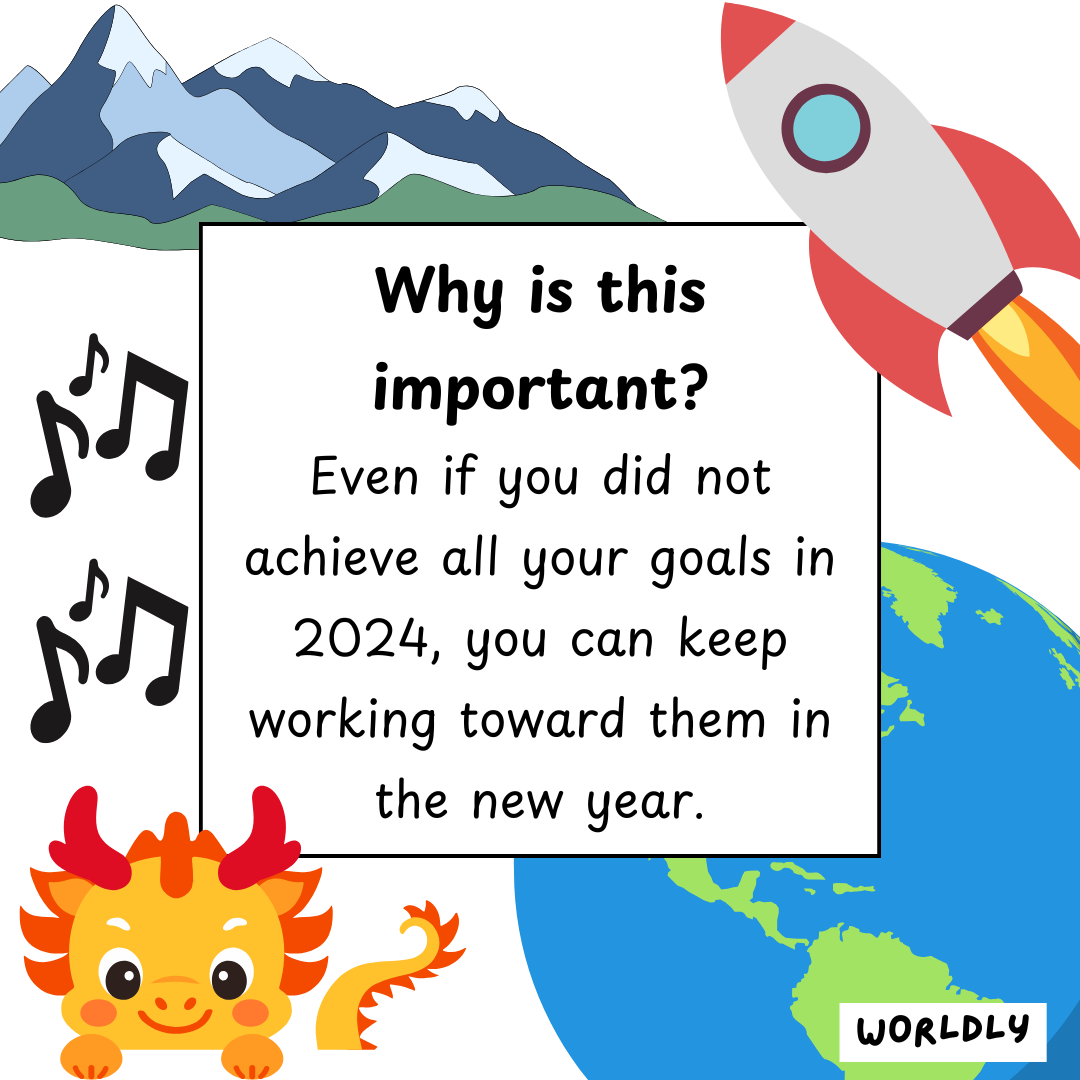 Why is this
important?
Even if you did not
achieve all your goals in
2024, you can keep
working toward them in
the new year.
WORLDLY